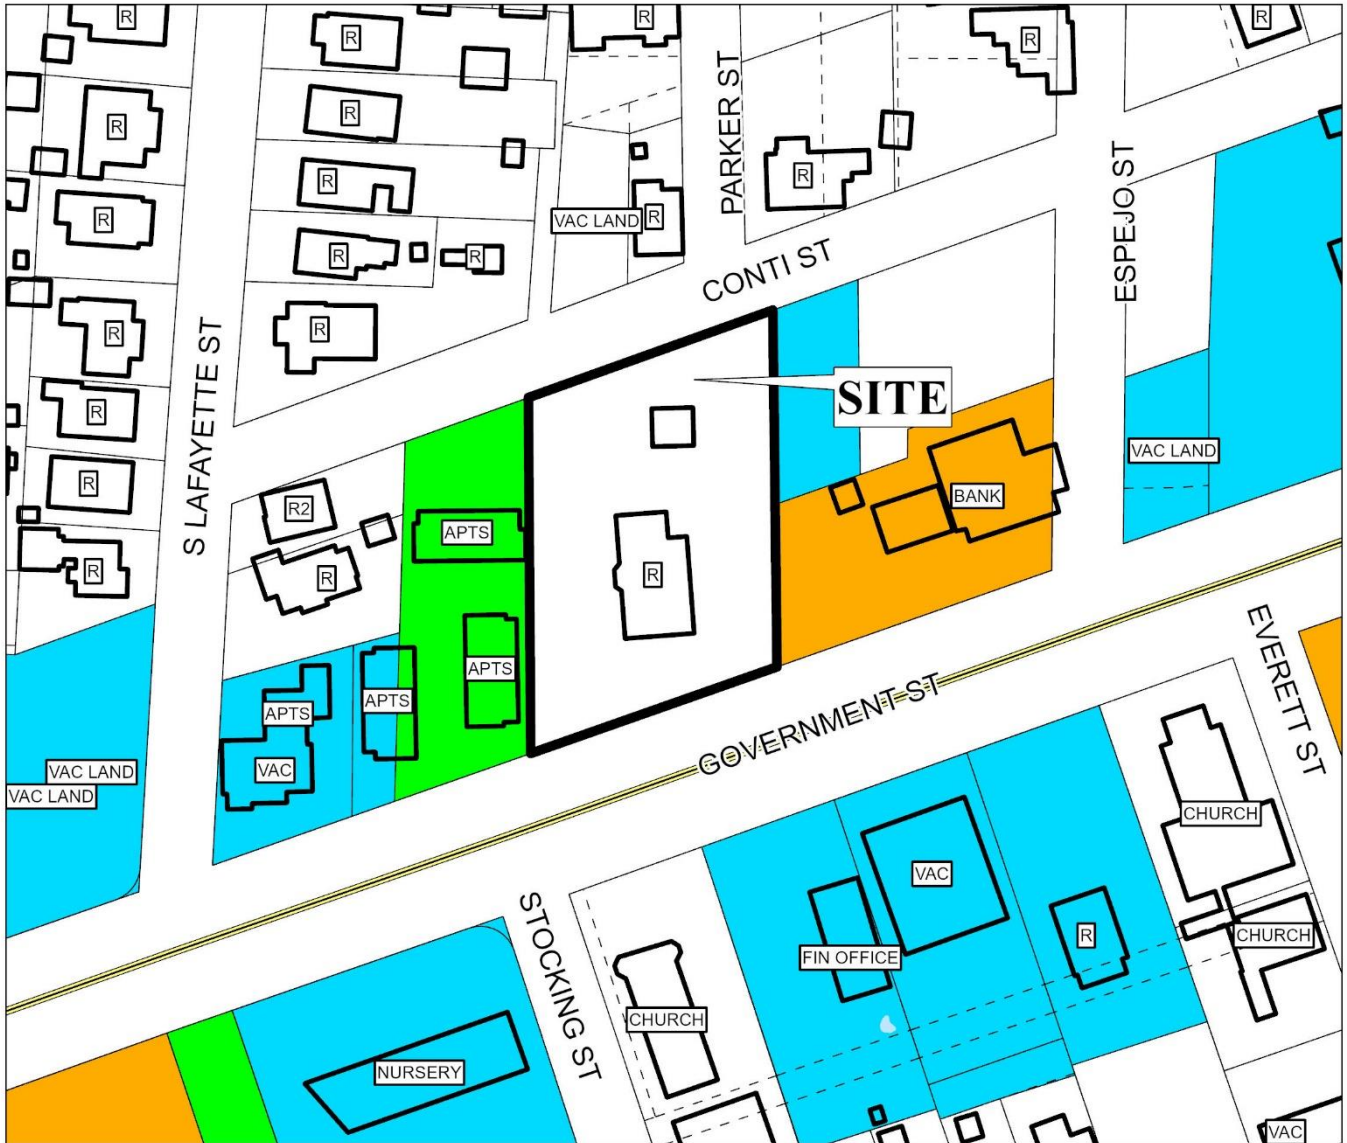 R
R
R
R
R
R
R
PARKER ST
R
R
R
ESPEJO ST
R
VAC LAND
R
R
R
CONTI ST
R
R
S LAFAYETTE ST
SITE
R
VAC LAND
R
BANK
R2
APTS
R
R
R
APTS
EVERETT ST
APTS
APTS
GOVERNMENT ST
VAC
VAC LAND
VAC LAND
CHURCH
VAC
STOCKING ST
R
CHURCH
FIN OFFICE
CHURCH
NURSERY
VAC